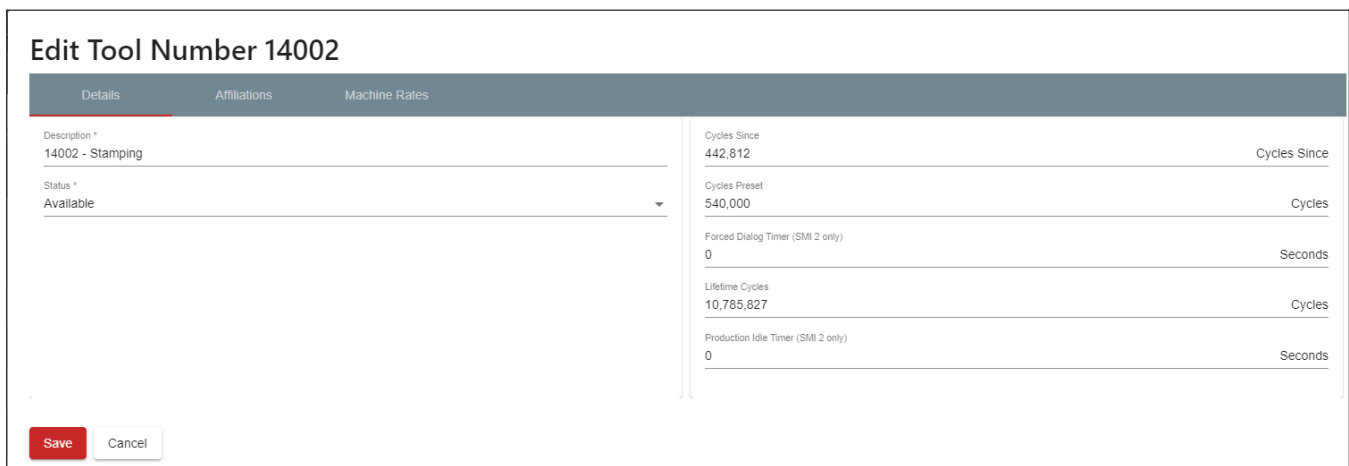 Edit Tool Number 14002
Details Affiliations Machine Rates
Description *
14002 - Stamping
Status *
Available
Cycles Since
442,812 Cycles Since
Cycles Preset
540,000 Cycles
Forced Dialog Timer (SMI 2 only)
0 Seconds
Lifetime Cycles
10,785,827 Cycles
Production Idle Timer (SMI 2 only)
0 Seconds
Save Cancel